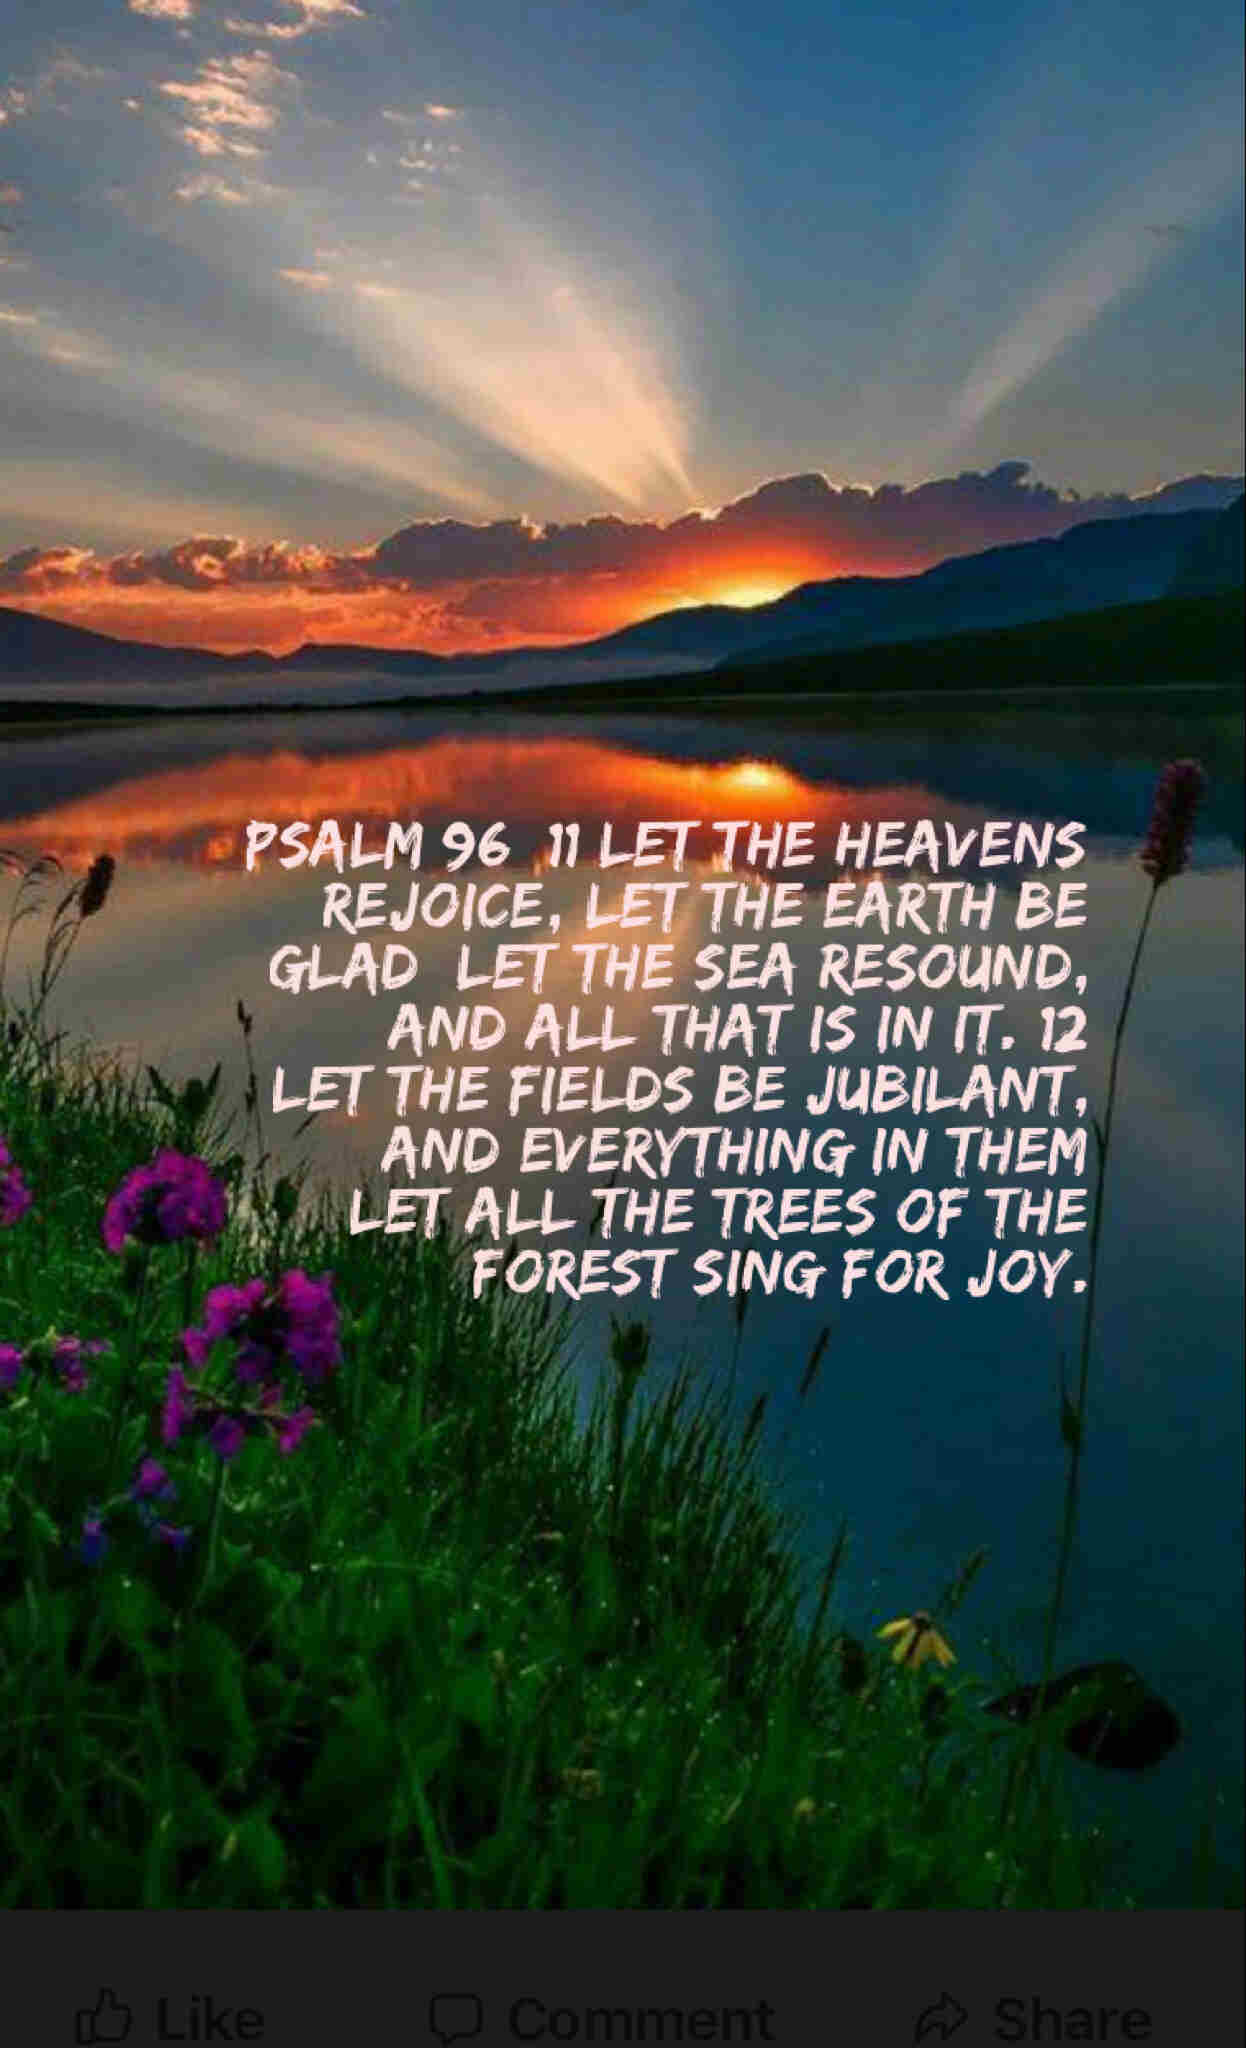 PSALM 96  11 LET THE HEAVENS
REJOICE, LET THE EARTH BE
GLAD  LET THE SEA RESOUND,
AND ALL THAT IS IN IT. 12
LET THE FIELDS BE JUBILANT,
AND EVERYTHING IN THEM
LET ALL THE TREES OF THE
FOREST SING FOR JOY.
Like Comment Share